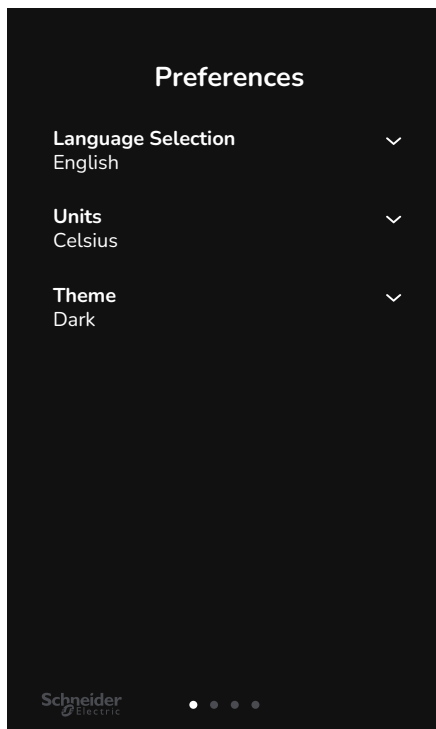 Preferences
Language Selection
English
Units
Celsius
Theme
Dark
Schneider
Electric